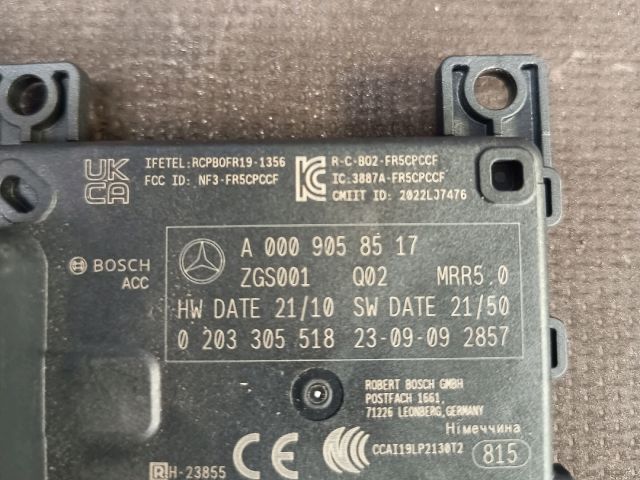 UK
CA
IFETEL:RCPBOFR19-1356
FCC ID: NF3-FR5CPCCF
R-C-BO2-FR5CPCCF
IC:3887A-FR5CPCCF
CMIIT ID: 2022LJ7476
BOSCH
ACC
A 000 905 85 17
ZGS001 Q02 MRR5.0
HW DATE 21/10 SW DATE 21/50
0 203 305 518 23-09-09 2857
ROBERT BOSCH GMBH
POSTFACH 1661,
71226 LEONBERG,GERMANY
Німеччина
CE
CCC
CCAI19LP2130T2
815
R H-23855